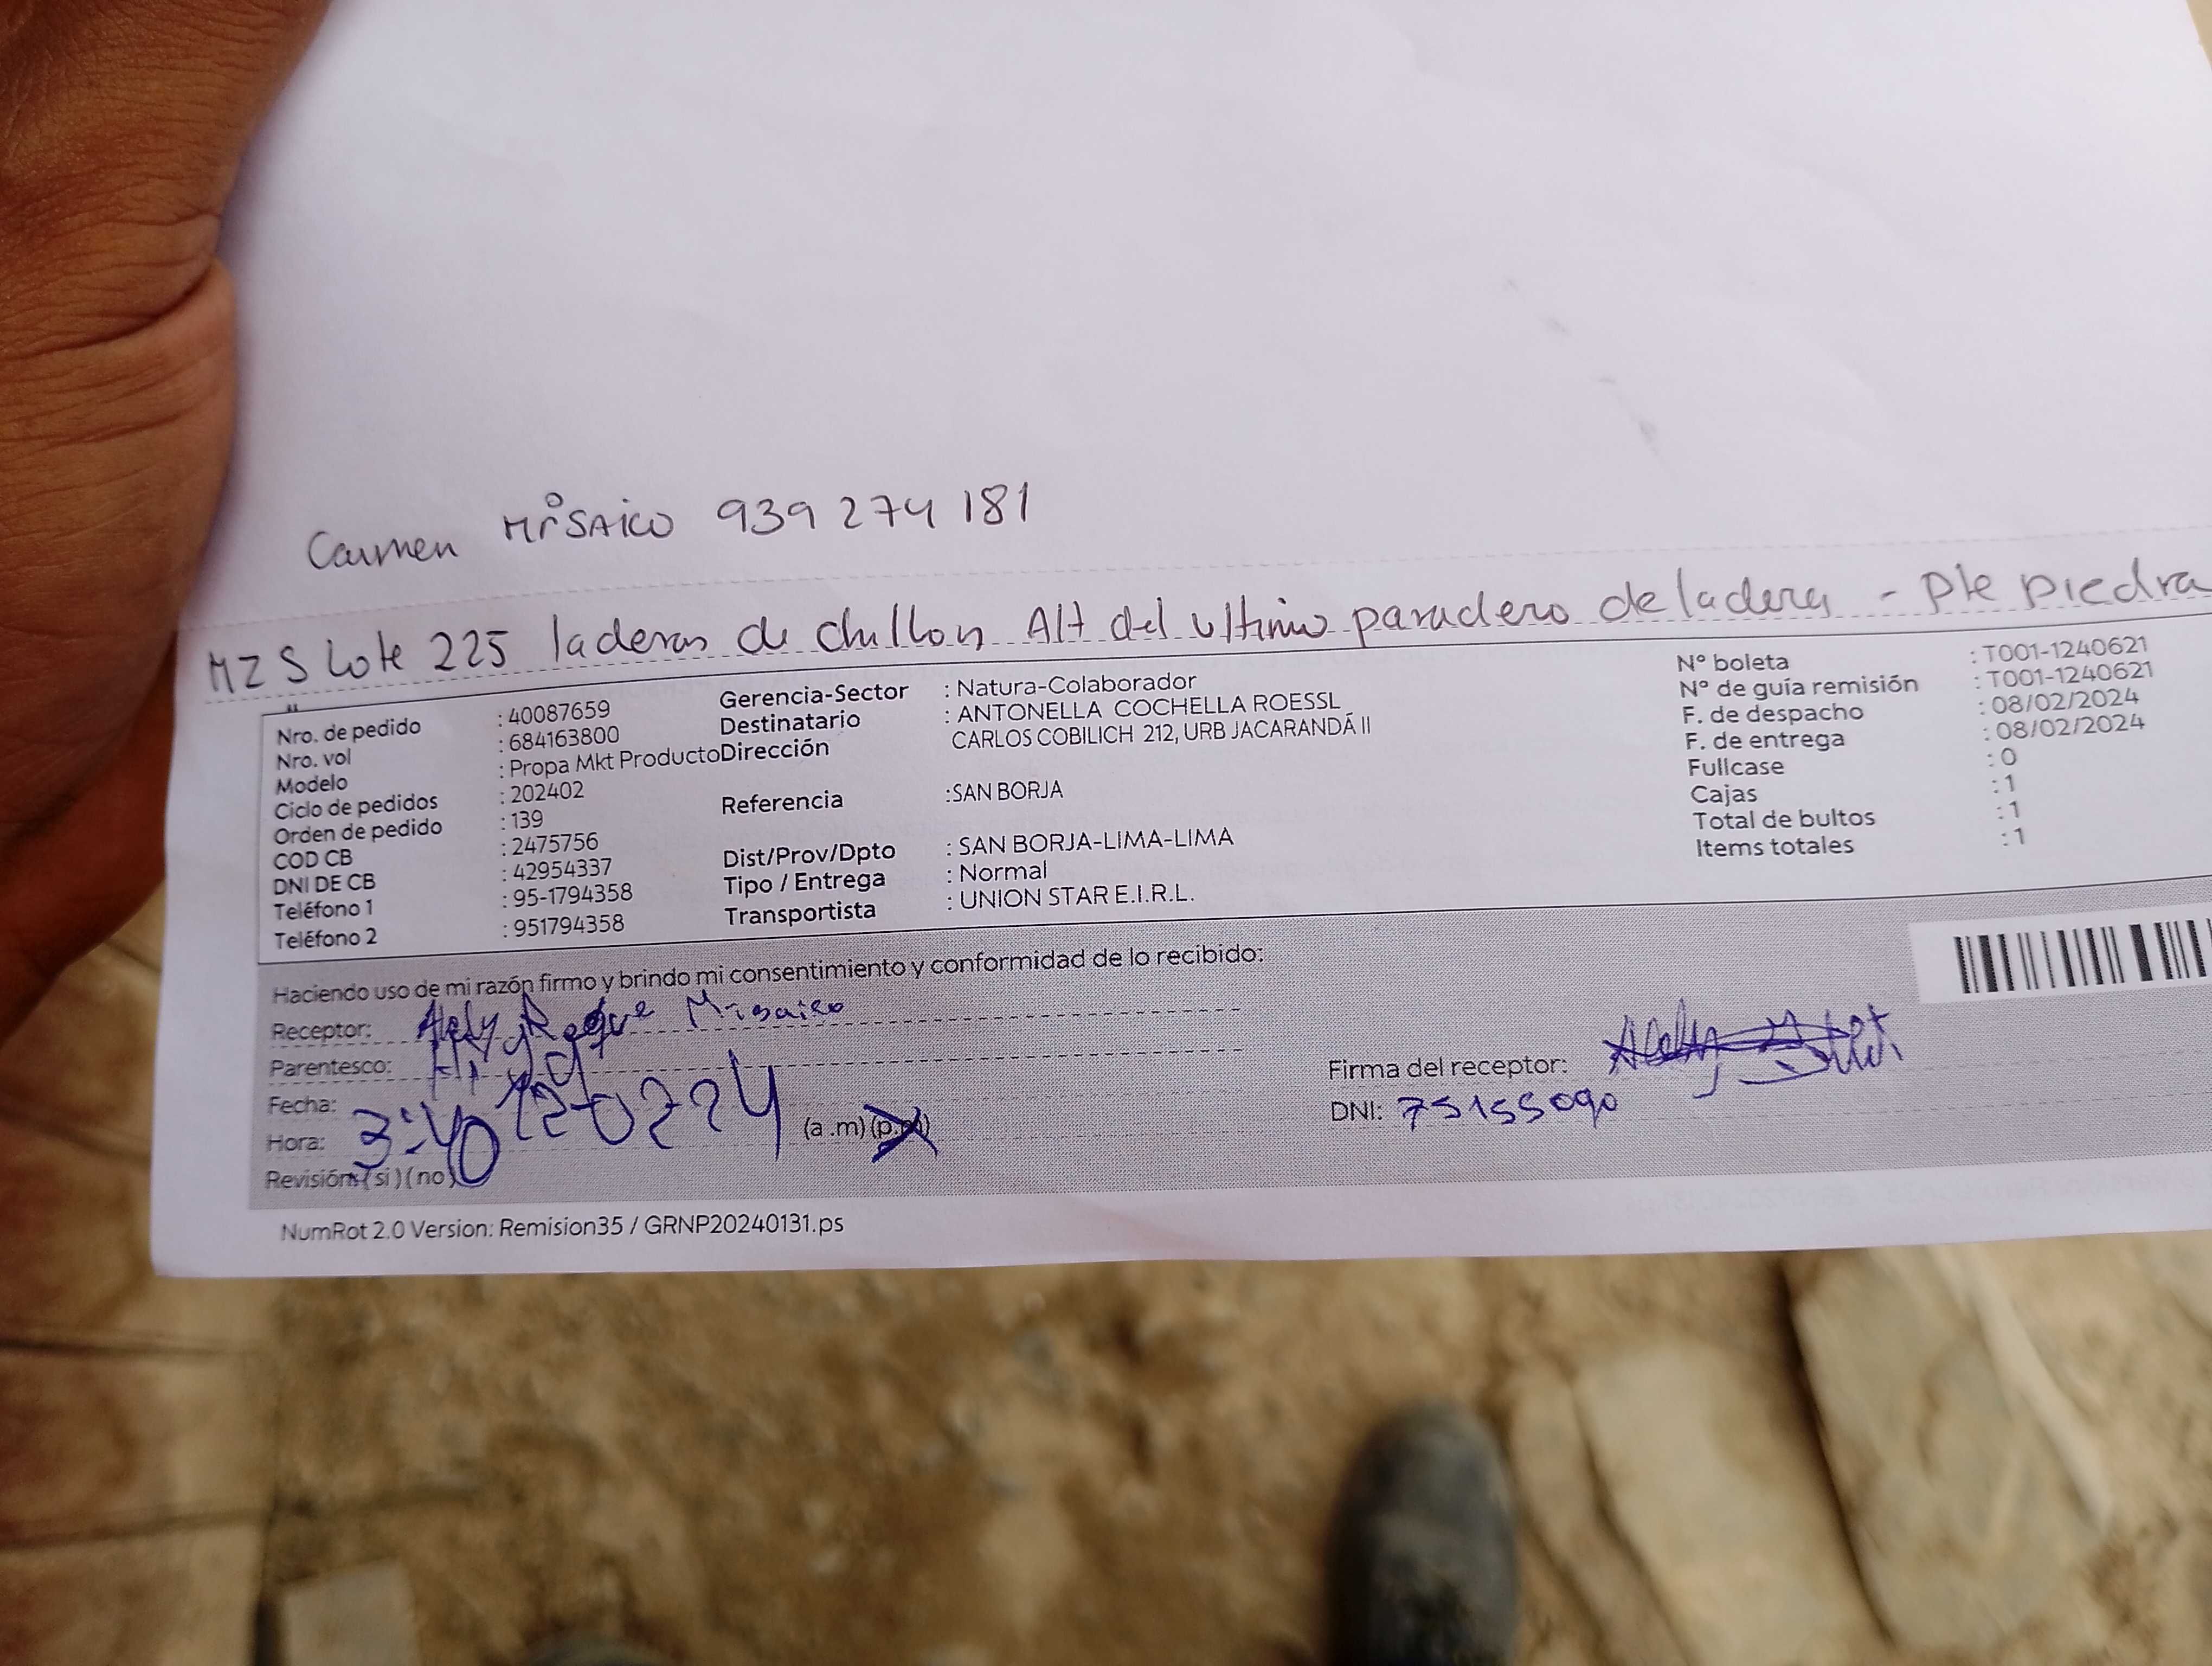 Carmen Misaico 939 274 181
MZ S Lote 225 laderas de chillon Alt del ultimo paradero de ladera - Pte piedra
Nro. de pedido : 40087659
Nro. vol : 684163800
Modelo : Propa Mkt Producto
Ciclo de pedidos : 202402
Orden de pedido : 139
COD CB : 2475756
DNI DE CB : 42954337
Teléfono 1 : 95-1794358
Teléfono 2 : 951794358
Gerencia-Sector : Natura-Colaborador
Destinatario : ANTONELLA COCHELLA ROESSL
Dirección CARLOS COBILICH 212, URB JACARANDÁ II
Referencia :SAN BORJA
Dist/Prov/Dpto : SAN BORJA-LIMA-LIMA
Tipo / Entrega : Normal
Transportista : UNION STAR E.I.R.L.
N° boleta : T001-1240621
N° de guía remisión : T001-1240621
F. de despacho : 08/02/2024
F. de entrega : 08/02/2024
Fullcase : 0
Cajas : 1
Total de bultos : 1
Items totales : 1
Haciendo uso de mi razón firmo y brindo mi consentimiento y conformidad de lo recibido:
Receptor: Roque Misaico
Parentesco:
Fecha: 120224
Hora: 3:40 (a .m)(p.m)
Revisión: (si) (no)
Firma del receptor:
DNI: 75155090
NumRot 2.0 Version: Remision35 / GRNP20240131.ps